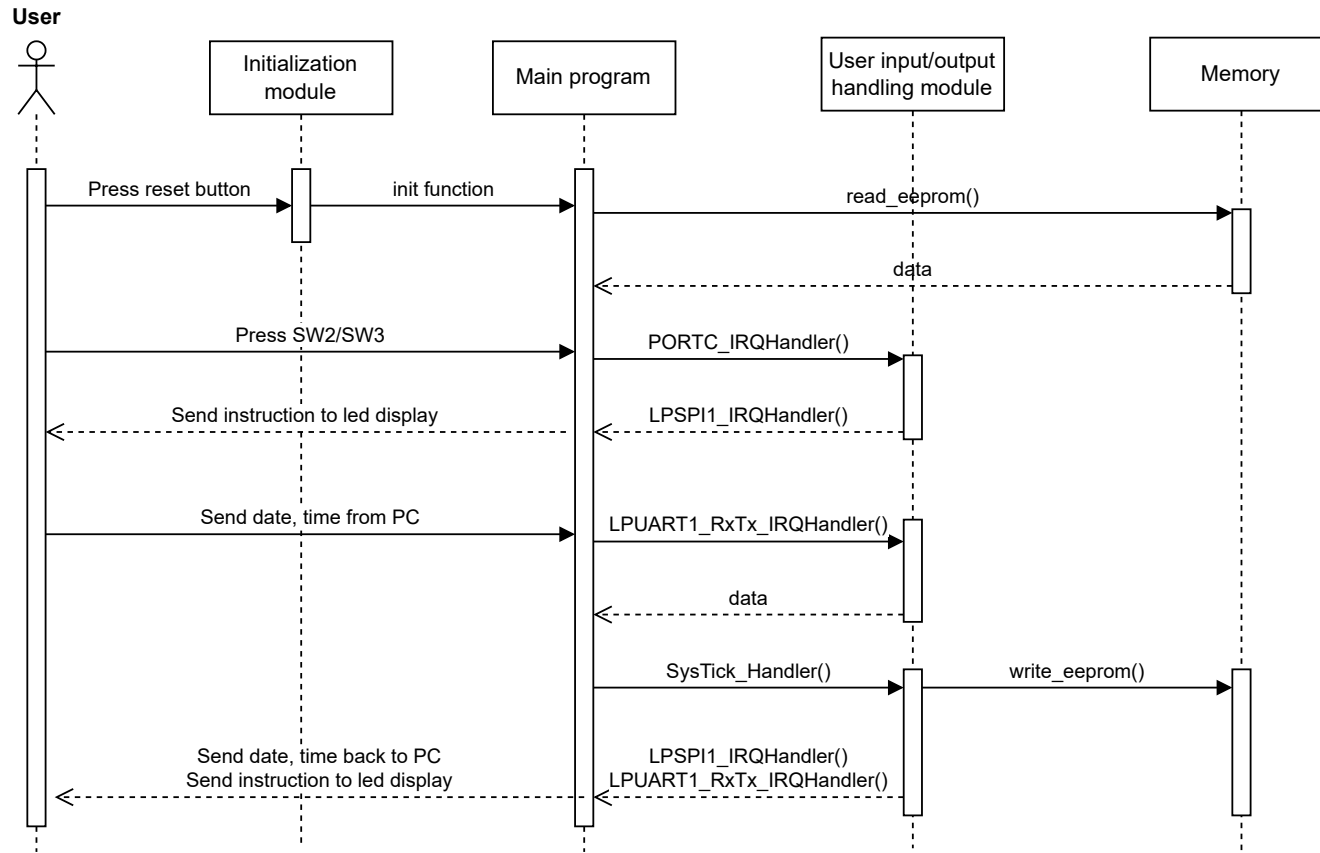 User
Initialization
module
Main program
User input/output
handling module
Memory
Press reset button
init function
read_eeprom()
data
Press SW2/SW3
PORTC_IRQHandler()
Send instruction to led display
LPSPI1_IRQHandler()
Send date, time from PC
LPUART1_RxTx_IRQHandler()
data
SysTick_Handler()
write_eeprom()
Send date, time back to PC
Send instruction to led display
LPSPI1_IRQHandler()
LPUART1_RxTx_IRQHandler()